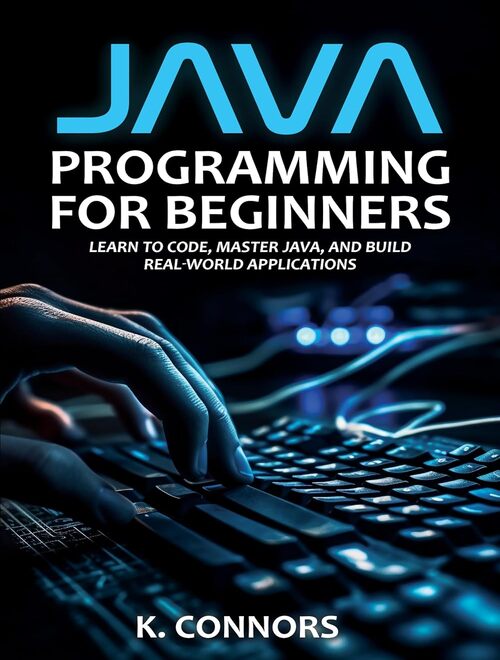 JAVA
PROGRAMMING
FOR BEGINNERS
LEARN TO CODE, MASTER JAVA, AND BUILD
REAL-WORLD APPLICATIONS
K. CONNORS